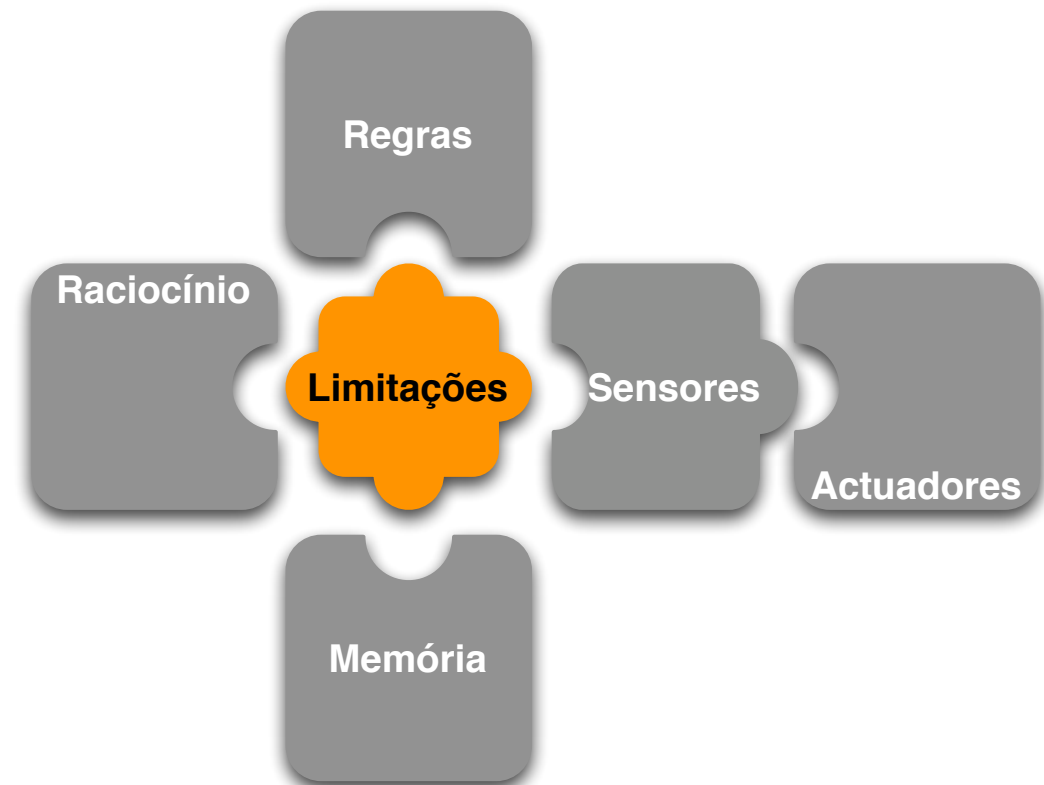 Regras
Raciocínio
Limitações
Sensores
Actuadores
Memória